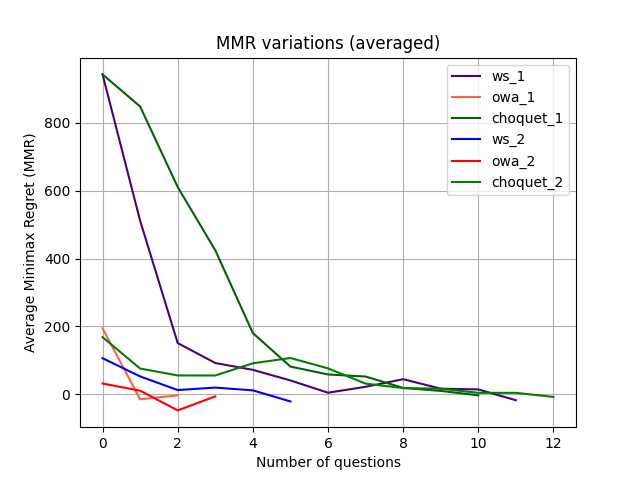 MMR variations (averaged)
ws_1
owa_1
choquet_1
ws_2
owa_2
choquet_2
Average Minimax Regret (MMR)
800
600
400
200
0
0 2 4 6 8 10 12
Number of questions